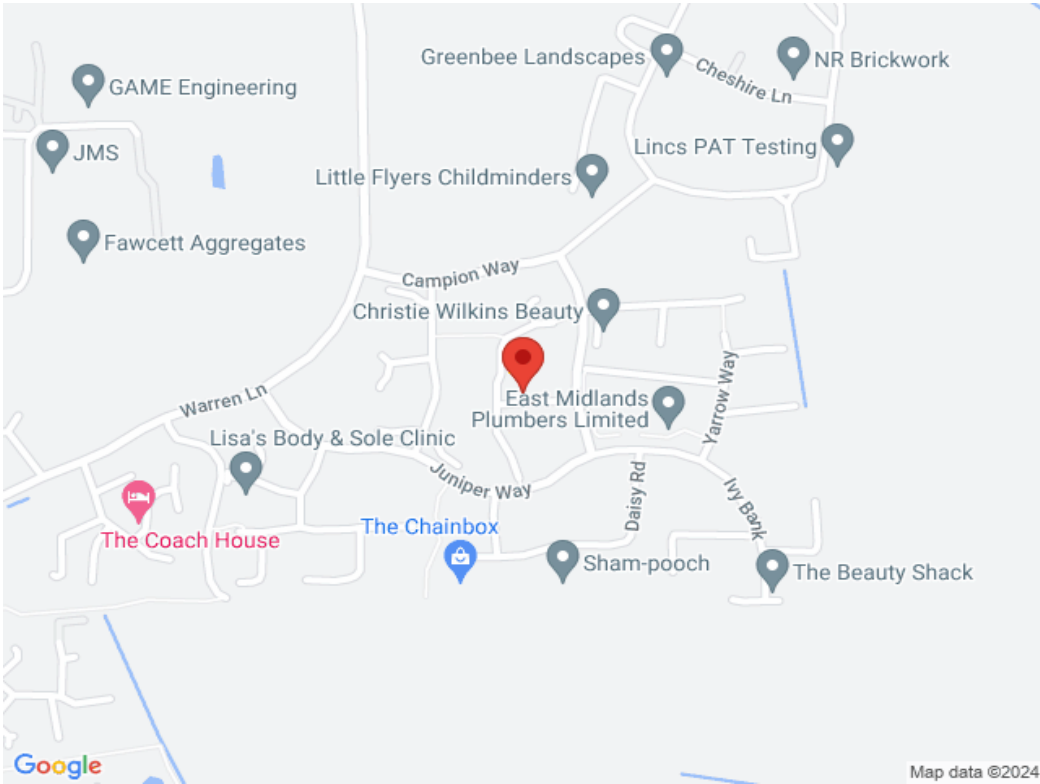 Greenbee Landscapes
Cheshire Ln
NR Brickwork
GAME Engineering
JMS
Lincs PAT Testing
Little Flyers Childminders
Fawcett Aggregates
Campion Way
Christie Wilkins Beauty
Warren Ln
East Midlands
Plumbers Limited
Yarrow Way
Lisa's Body & Sole Clinic
Juniper Way
Daisy Rd
Ivy Bank
The Coach House
The Chainbox
Sham-pooch
The Beauty Shack
Google
Map data ©2024